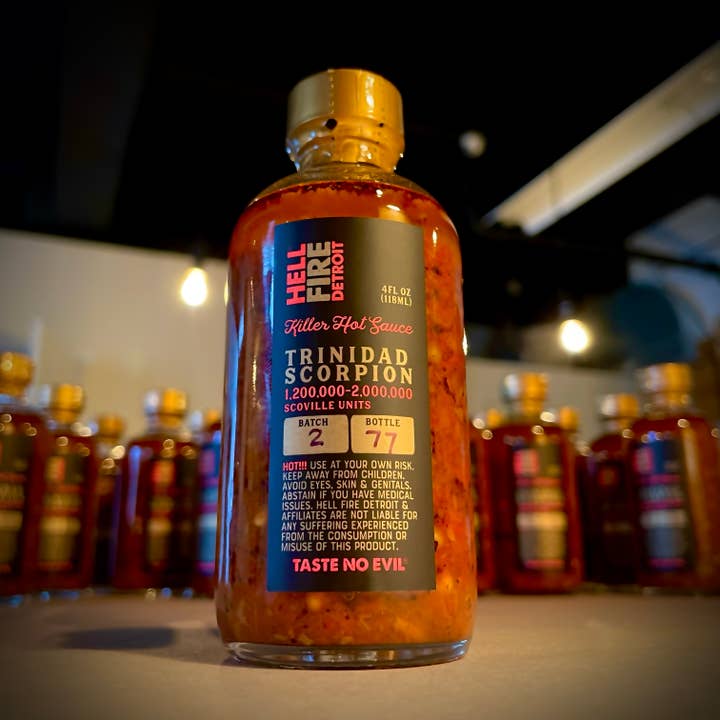 HELL
FIRE
DETROIT
4FL OZ
(118ML)
Killer Hot Sauce
TRINIDAD
SCORPION
1,200,000-2,000,000
SCOVILLE UNITS
BATCH
2
BOTTLE
77
HOT!!! USE AT YOUR OWN RISK.
KEEP AWAY FROM CHILDREN.
AVOID EYES, SKIN & GENITALS.
ABSTAIN IF YOU HAVE MEDICAL
ISSUES. HELL FIRE DETROIT &
AFFILIATES ARE NOT LIABLE FOR
ANY SUFFERING EXPERIENCED
FROM THE CONSUMPTION OR
MISUSE OF THIS PRODUCT.
TASTE NO EVIL®